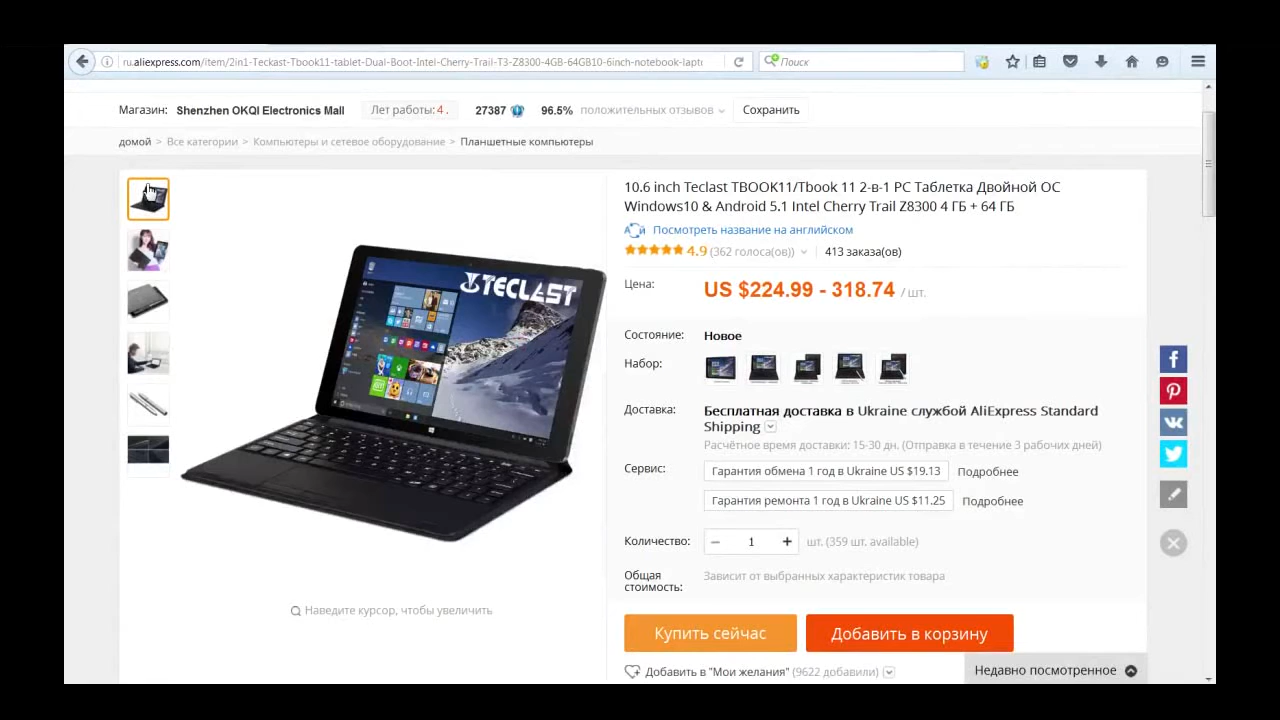 ru.aliexpress.com/item/2in1-Teckast-Tbook11-tablet-Dual-Boot-Intel-Cherry-Trail-T3-Z8300-4GB-64GB10-6inch-notebook-lapt
Поиск
Магазин: Shenzhen OKQI Electronics Mall Лет работы: 4 . 27387 96.5% положительных отзывов Сохранить
домой > Все категории > Компьютеры и сетевое оборудование > Планшетные компьютеры
10.6 inch Teclast TBOOK11/Tbook 11 2-в-1 PC Таблетка Двойной ОС
Windows10 & Android 5.1 Intel Cherry Trail Z8300 4 ГБ + 64 ГБ
Посмотреть название на английском
4.9 (362 голоса(ов)) 413 заказа(ов)
TECLAST
Цена: US $224.99 - 318.74 / шт.
Состояние: Новое
Набор:
Доставка: Бесплатная доставка в Ukraine службой AliExpress Standard
Shipping
Расчётное время доставки: 15-30 дн. (Отправка в течение 3 рабочих дней)
Сервис: Гарантия обмена 1 год в Ukraine US $19.13 Подробнее
Гарантия ремонта 1 год в Ukraine US $11.25 Подробнее
Количество: − 1 + шт. (359 шт. available)
Общая
стоимость: Зависит от выбранных характеристик товара
Наведите курсор, чтобы увеличить
Купить сейчас Добавить в корзину
Добавить в "Мои желания" (9622 добавили) Недавно посмотренное